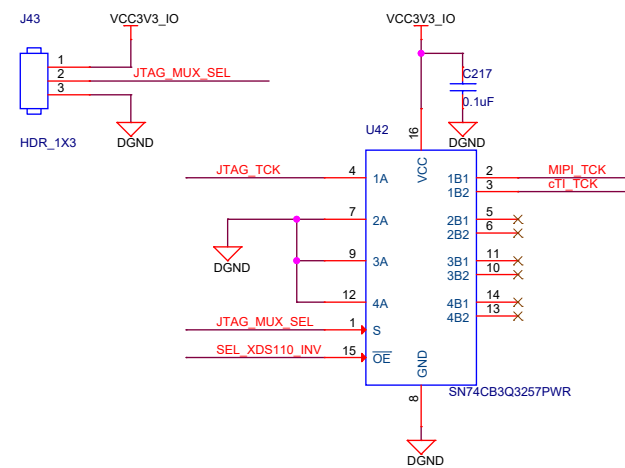 J43
VCC3V3_IO
VCC3V3_IO
1
2
3
JTAG_MUX_SEL
HDR_1X3
DGND
C217
0.1uF
DGND
U42
16
VCC
JTAG_TCK
4
1A
1B1
2
MIPI_TCK
1B2
3
cTI_TCK
7
2A
2B1
5
2B2
6
DGND
9
3A
3B1
11
3B2
10
12
4A
4B1
14
4B2
13
JTAG_MUX_SEL
1
S
SEL_XDS110_INV
15
OE
GND
8
SN74CB3Q3257PWR
DGND